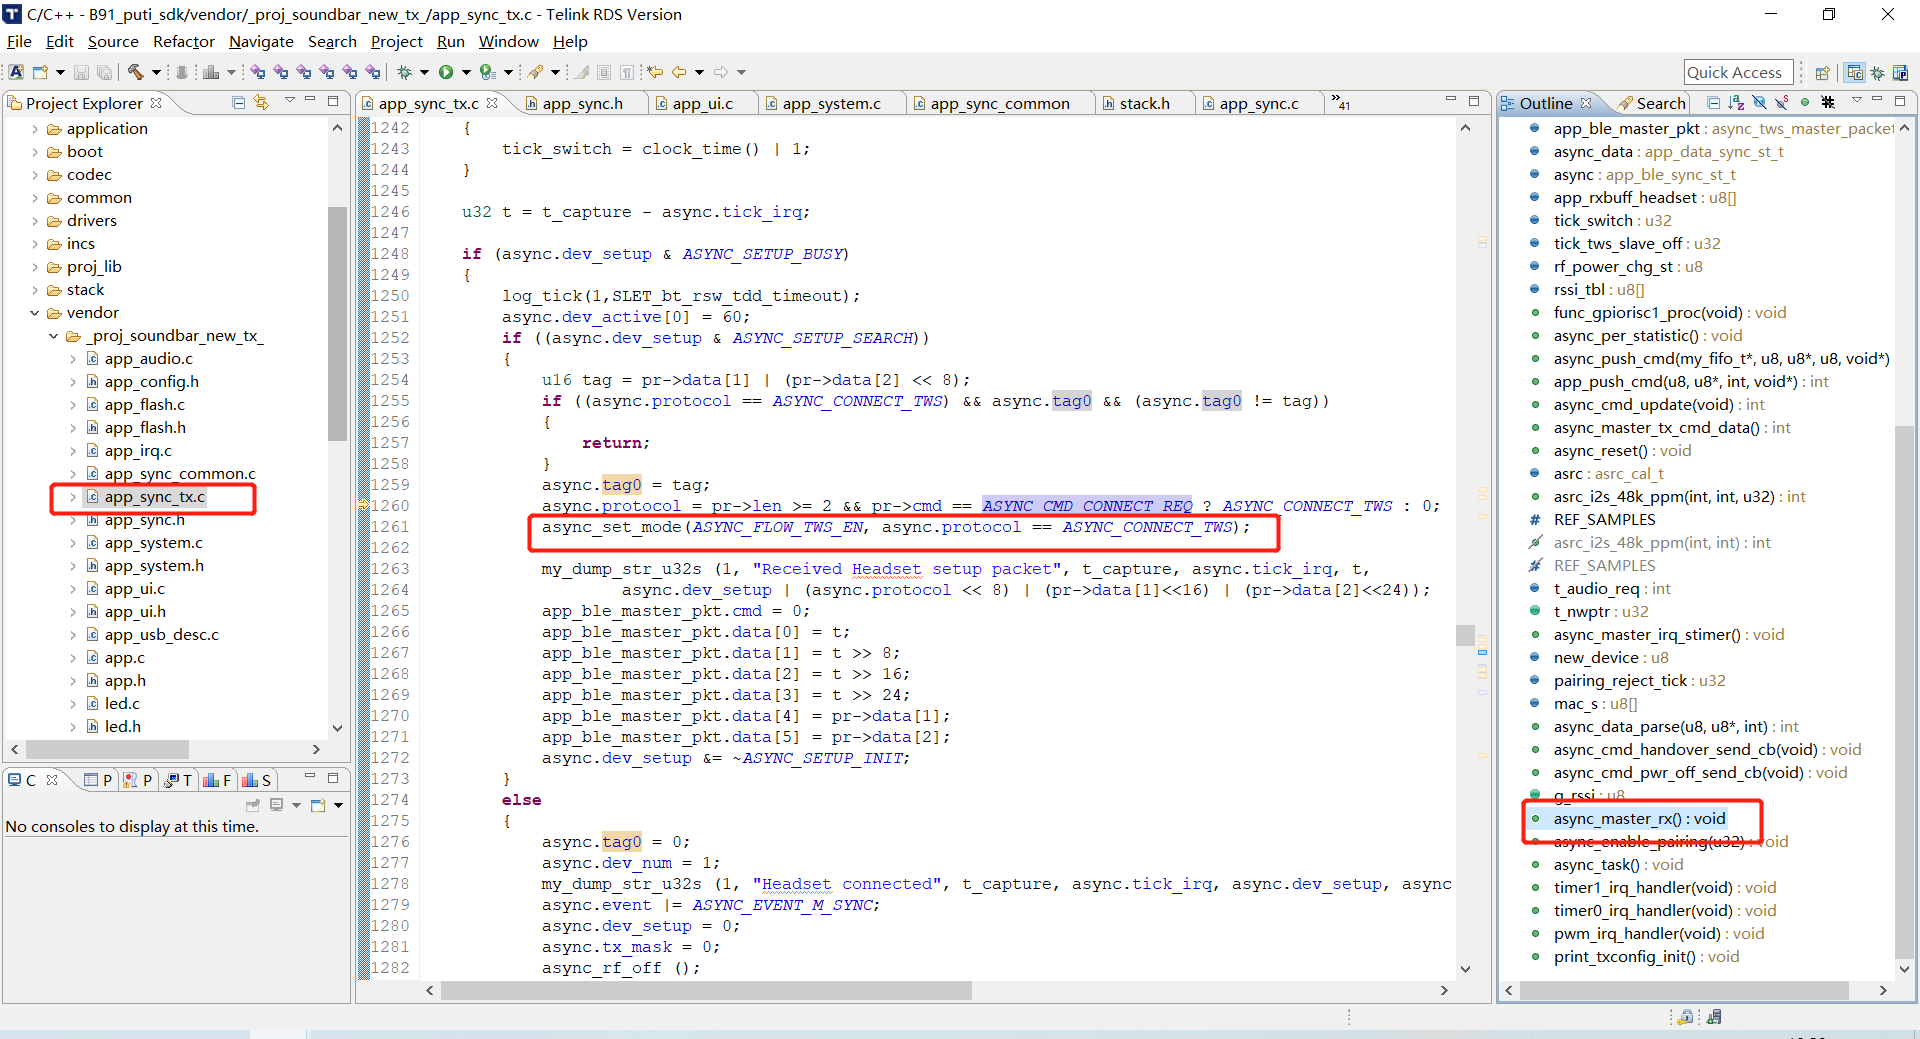 C/C++ - B91_puti_sdk/vendor/_proj_soundbar_new_tx_/app_sync_tx.c - Telink RDS Version
File Edit Source Refactor Navigate Search Project Run Window Help
Quick Access
Project Explorer
application
boot
codec
common
drivers
incs
proj_lib
stack
vendor
_proj_soundbar_new_tx_
app_audio.c
app_config.h
app_flash.c
app_flash.h
app_irq.c
app_sync_common.c
app_sync_tx.c
app_sync.h
app_system.c
app_system.h
app_ui.c
app_ui.h
app_usb_desc.c
app.c
app.h
led.c
led.h
C P P T F S
No consoles to display at this time.
app_sync_tx.c app_sync.h app_ui.c app_system.c app_sync_common stack.h app_sync.c »41
1242 {
1243 tick_switch = clock_time() | 1;
1244 }
1245
1246 u32 t = t_capture - async.tick_irq;
1247
1248 if (async.dev_setup & ASYNC_SETUP_BUSY)
1249 {
1250 log_tick(1,SLET_bt_rsw_tdd_timeout);
1251 async.dev_active[0] = 60;
1252 if ((async.dev_setup & ASYNC_SETUP_SEARCH))
1253 {
1254 u16 tag = pr->data[1] | (pr->data[2] << 8);
1255 if ((async.protocol == ASYNC_CONNECT_TWS) && async.tag0 && (async.tag0 != tag))
1256 {
1257 return;
1258 }
1259 async.tag0 = tag;
1260 async.protocol = pr->len >= 2 && pr->cmd == ASYNC_CMD_CONNECT_REQ ? ASYNC_CONNECT_TWS : 0;
1261 async_set_mode(ASYNC_FLOW_TWS_EN, async.protocol == ASYNC_CONNECT_TWS);
1262
1263 my_dump_str_u32s (1, "Received Headset setup packet", t_capture, async.tick_irq, t,
1264 async.dev_setup | (async.protocol << 8) | (pr->data[1]<<16) | (pr->data[2]<<24));
1265 app_ble_master_pkt.cmd = 0;
1266 app_ble_master_pkt.data[0] = t;
1267 app_ble_master_pkt.data[1] = t >> 8;
1268 app_ble_master_pkt.data[2] = t >> 16;
1269 app_ble_master_pkt.data[3] = t >> 24;
1270 app_ble_master_pkt.data[4] = pr->data[1];
1271 app_ble_master_pkt.data[5] = pr->data[2];
1272 async.dev_setup &= ~ASYNC_SETUP_INIT;
1273 }
1274 else
1275 {
1276 async.tag0 = 0;
1277 async.dev_num = 1;
1278 my_dump_str_u32s (1, "Headset connected", t_capture, async.tick_irq, async.dev_setup, async
1279 async.event |= ASYNC_EVENT_M_SYNC;
1280 async.dev_setup = 0;
1281 async.tx_mask = 0;
1282 async_rf_off ();
Outline Search
app_ble_master_pkt : async_tws_master_packet
async_data : app_data_sync_st_t
async : app_ble_sync_st_t
app_rxbuff_headset : u8[]
tick_switch : u32
tick_tws_slave_off : u32
rf_power_chg_st : u8
rssi_tbl : u8[]
func_gpiorisc1_proc(void) : void
async_per_statistic() : void
async_push_cmd(my_fifo_t*, u8, u8*, u8, void*)
app_push_cmd(u8, u8*, int, void*) : int
async_cmd_update(void) : int
async_master_tx_cmd_data() : int
async_reset() : void
asrc : asrc_cal_t
asrc_i2s_48k_ppm(int, int, u32) : int
REF_SAMPLES
asrc_i2s_48k_ppm(int, int) : int
REF_SAMPLES
t_audio_req : int
t_nwptr : u32
async_master_irq_stimer() : void
new_device : u8
pairing_reject_tick : u32
mac_s : u8[]
async_data_parse(u8, u8*, int) : int
async_cmd_handover_send_cb(void) : void
async_cmd_pwr_off_send_cb(void) : void
g_rssi : u8
async_master_rx() : void
async_enable_pairing(u32) : void
async_task() : void
timer1_irq_handler(void) : void
timer0_irq_handler(void) : void
pwm_irq_handler(void) : void
print_txconfig_init() : void